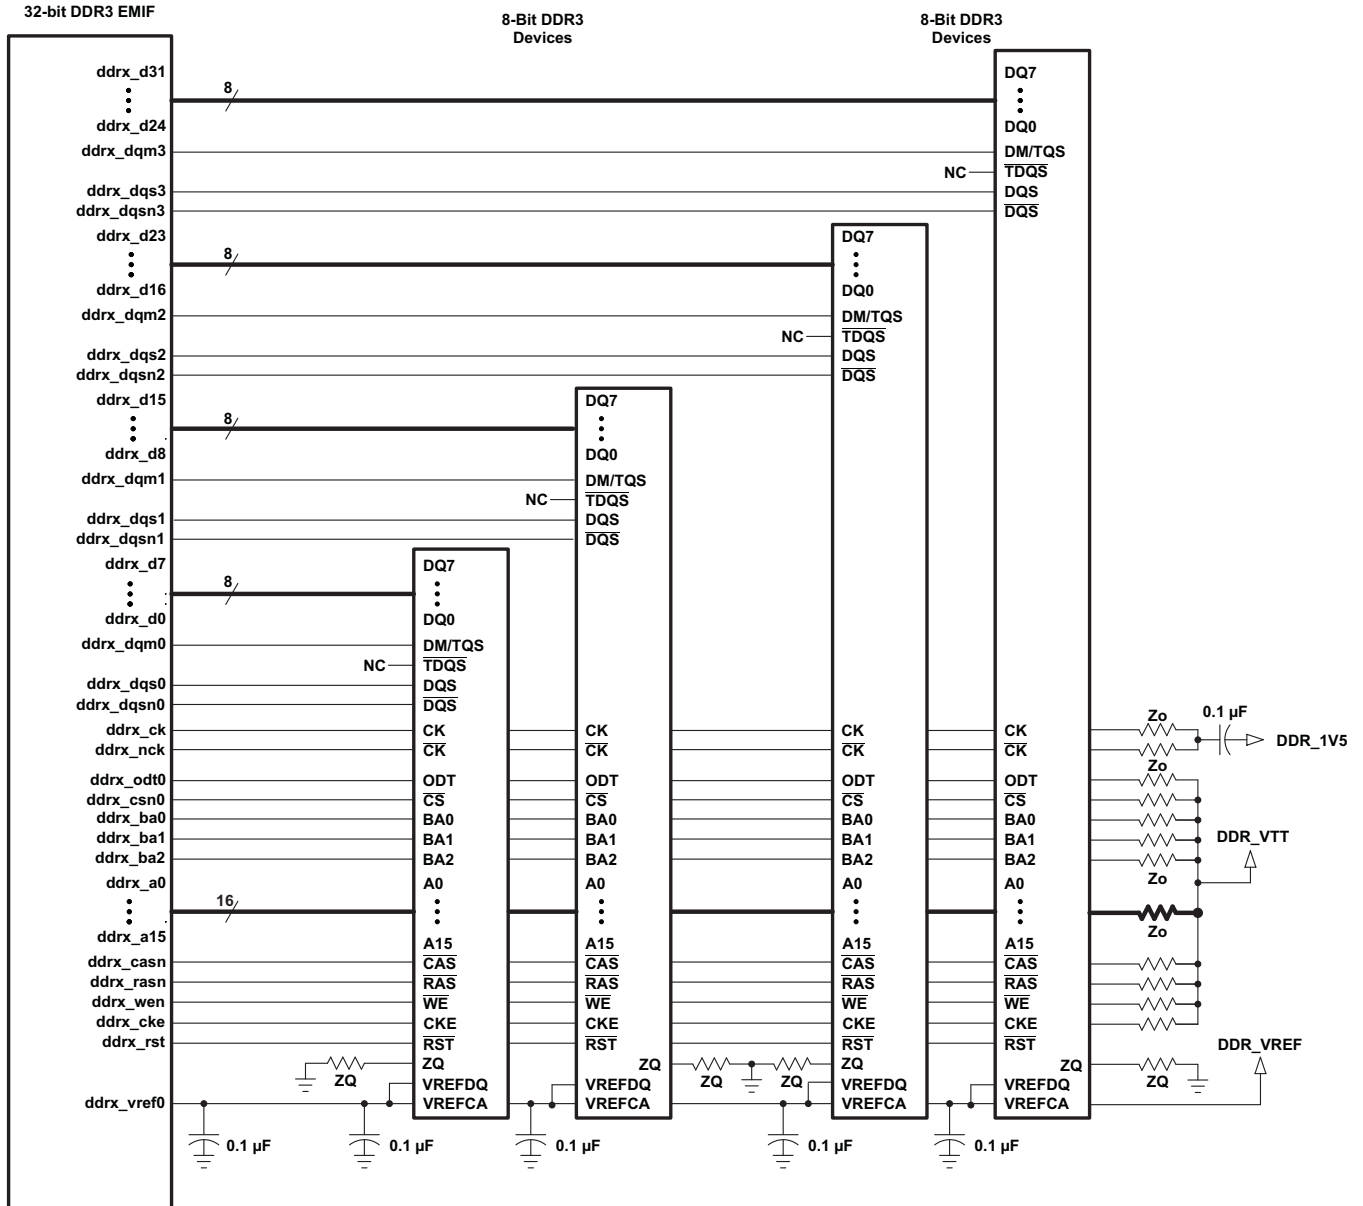 32-bit DDR3 EMIF
8-Bit DDR3
Devices
8-Bit DDR3
Devices
ddrx_d31
8
DQ7
ddrx_d24
DQ0
ddrx_dqm3
DM/TQS
NC
TDQS
ddrx_dqs3
DQS
ddrx_dqsn3
DQS
ddrx_d23
8
DQ7
ddrx_d16
DQ0
ddrx_dqm2
DM/TQS
NC
TDQS
ddrx_dqs2
DQS
ddrx_dqsn2
DQS
ddrx_d15
8
DQ7
ddrx_d8
DQ0
ddrx_dqm1
DM/TQS
NC
TDQS
ddrx_dqs1
DQS
ddrx_dqsn1
DQS
ddrx_d7
8
DQ7
ddrx_d0
DQ0
ddrx_dqm0
DM/TQS
NC
TDQS
ddrx_dqs0
DQS
ddrx_dqsn0
DQS
Zo
0.1 µF
ddrx_ck
CK
CK
CK
CK
DDR_1V5
ddrx_nck
CK
CK
CK
CK
Zo
ddrx_odt0
ODT
ODT
ODT
ODT
ddrx_csn0
CS
CS
CS
CS
ddrx_ba0
BA0
BA0
BA0
BA0
ddrx_ba1
BA1
BA1
BA1
BA1
DDR_VTT
ddrx_ba2
BA2
BA2
BA2
BA2
Zo
ddrx_a0
A0
A0
A0
A0
16
Zo
ddrx_a15
A15
A15
A15
A15
ddrx_casn
CAS
CAS
CAS
CAS
ddrx_rasn
RAS
RAS
RAS
RAS
ddrx_wen
WE
WE
WE
WE
ddrx_cke
CKE
CKE
CKE
CKE
ddrx_rst
RST
RST
RST
RST
DDR_VREF
ZQ
ZQ
ZQ
ZQ
ZQ
ZQ
ZQ
ZQ
VREFDQ
VREFDQ
VREFDQ
VREFDQ
ddrx_vref0
VREFCA
VREFCA
VREFCA
VREFCA
0.1 µF
0.1 µF
0.1 µF
0.1 µF
0.1 µF